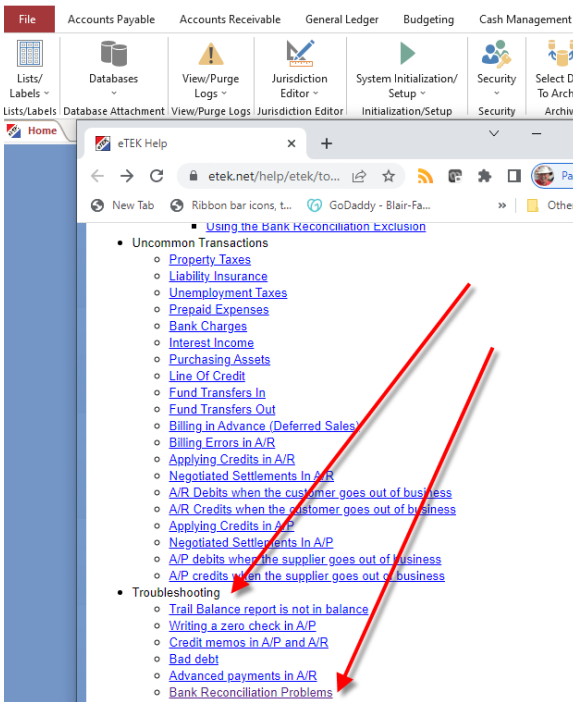 File Accounts Payable Accounts Receivable General Ledger Budgeting Cash Management
Lists/ Databases View/Purge Jurisdiction System Initialization/ Security Select D
Labels Logs Editor Setup To Arch
Lists/Labels Database Attachment View/Purge Logs Jurisdiction Editor Initialization/Setup Security Archiv
Home
eTEK Help
etek.net/help/etek/to... Pa
New Tab Ribbon bar icons, t... GoDaddy - Blair-Fa... » Othe
Using the Bank Reconciliation Exclusion
Uncommon Transactions
Property Taxes
Liability Insurance
Unemployment Taxes
Prepaid Expenses
Bank Charges
Interest Income
Purchasing Assets
Line Of Credit
Fund Transfers In
Fund Transfers Out
Billing in Advance (Deferred Sales)
Billing Errors in A/R
Applying Credits in A/R
Negotiated Settlements In A/R
A/R Debits when the customer goes out of business
A/R Credits when the customer goes out of business
Applying Credits in A/P
Negotiated Settlements In A/P
A/P debits when the supplier goes out of business
A/P credits when the supplier goes out of business
Troubleshooting
Trail Balance report is not in balance
Writing a zero check in A/P
Credit memos in A/P and A/R
Bad debt
Advanced payments in A/R
Bank Reconciliation Problems